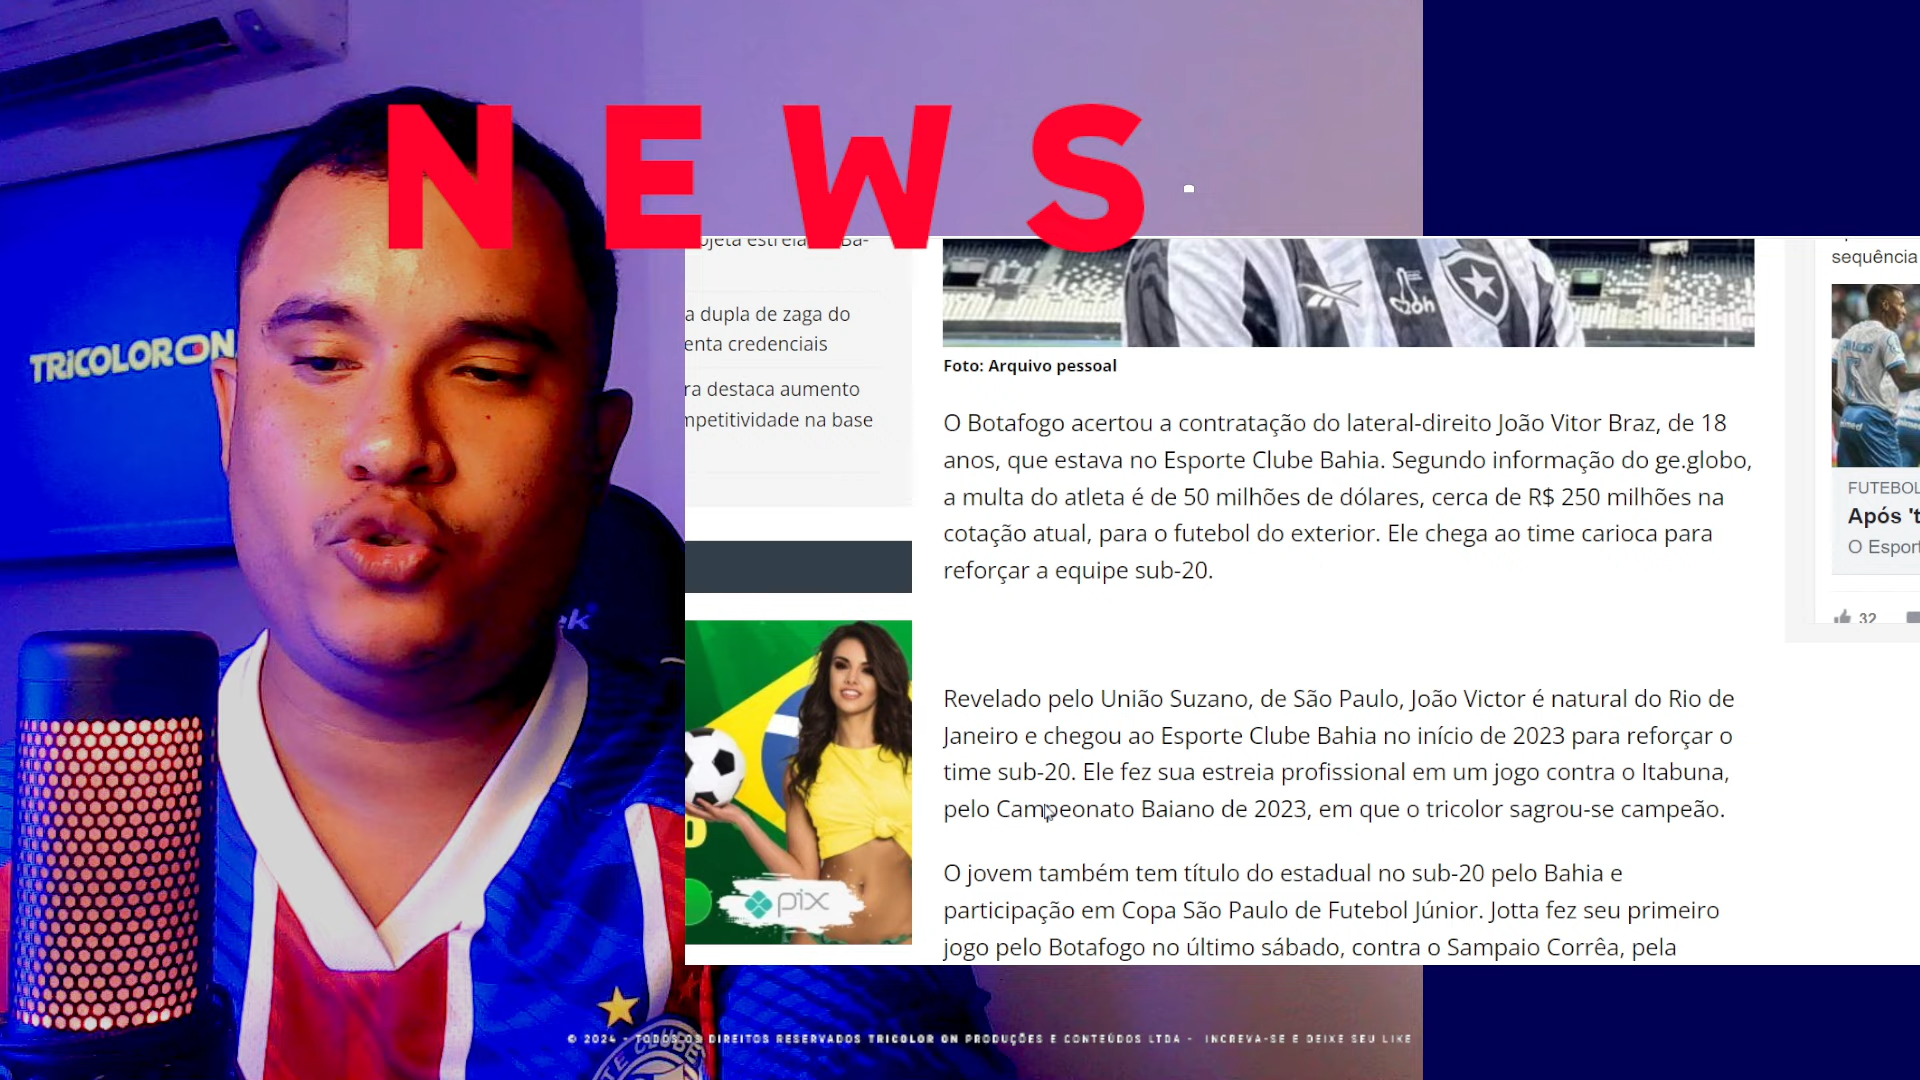 NEWS
TRiCOLOR ON
a dupla de zaga do
enta credenciais
ra destaca aumento
mpetitividade na base
pix
Foto: Arquivo pessoal
O Botafogo acertou a contratação do lateral-direito João Vitor Braz, de 18
anos, que estava no Esporte Clube Bahia. Segundo informação do ge.globo,
a multa do atleta é de 50 milhões de dólares, cerca de R$ 250 milhões na
cotação atual, para o futebol do exterior. Ele chega ao time carioca para
reforçar a equipe sub-20.
Revelado pelo União Suzano, de São Paulo, João Victor é natural do Rio de
Janeiro e chegou ao Esporte Clube Bahia no início de 2023 para reforçar o
time sub-20. Ele fez sua estreia profissional em um jogo contra o Itabuna,
pelo Campeonato Baiano de 2023, em que o tricolor sagrou-se campeão.
O jovem também tem título do estadual no sub-20 pelo Bahia e
participação em Copa São Paulo de Futebol Júnior. Jotta fez seu primeiro
jogo pelo Botafogo no último sábado, contra o Sampaio Corrêa, pela
sequência
FUTEBOL
Após 't
O Esport
32
© 2024 - TODOS OS DIREITOS RESERVADOS TRICOLOR ON PRODUÇÕES E CONTEÚDOS LTDA - INCREVA-SE E DEIXE SEU LIKE